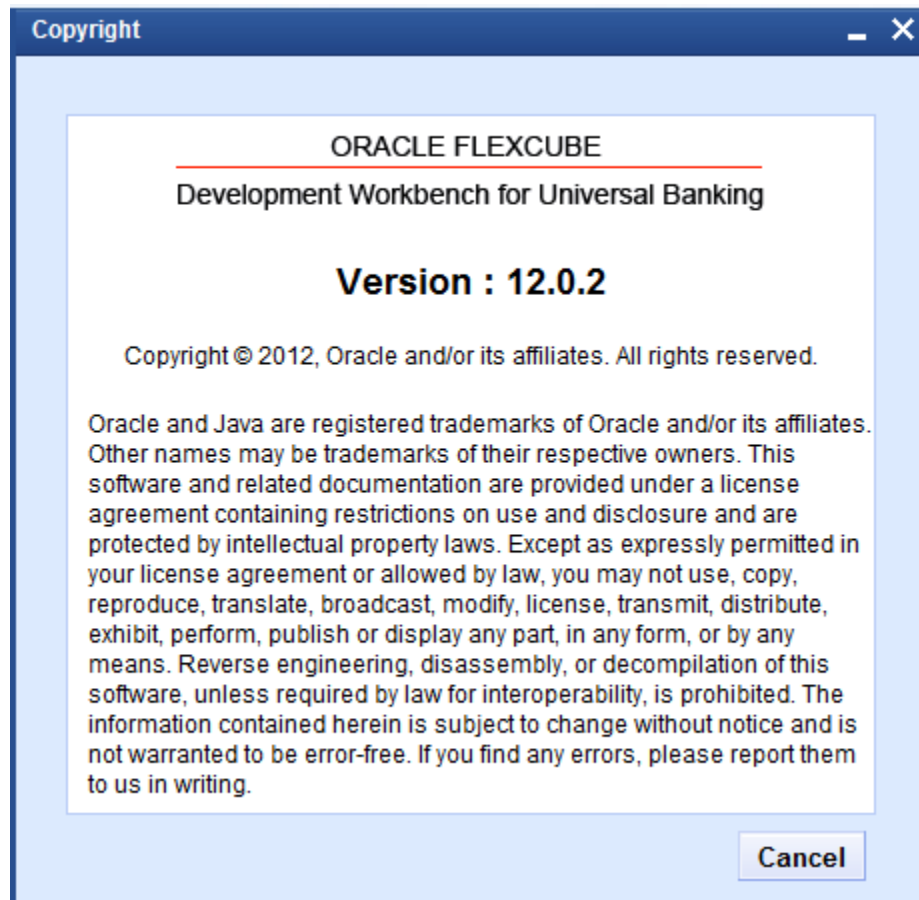 Copyright
ORACLE FLEXCUBE
Development Workbench for Universal Banking
Version : 12.0.2
Copyright © 2012, Oracle and/or its affiliates. All rights reserved.
Oracle and Java are registered trademarks of Oracle and/or its affiliates.
Other names may be trademarks of their respective owners. This
software and related documentation are provided under a license
agreement containing restrictions on use and disclosure and are
protected by intellectual property laws. Except as expressly permitted in
your license agreement or allowed by law, you may not use, copy,
reproduce, translate, broadcast, modify, license, transmit, distribute,
exhibit, perform, publish or display any part, in any form, or by any
means. Reverse engineering, disassembly, or decompilation of this
software, unless required by law for interoperability, is prohibited. The
information contained herein is subject to change without notice and is
not warranted to be error-free. If you find any errors, please report them
to us in writing.
Cancel